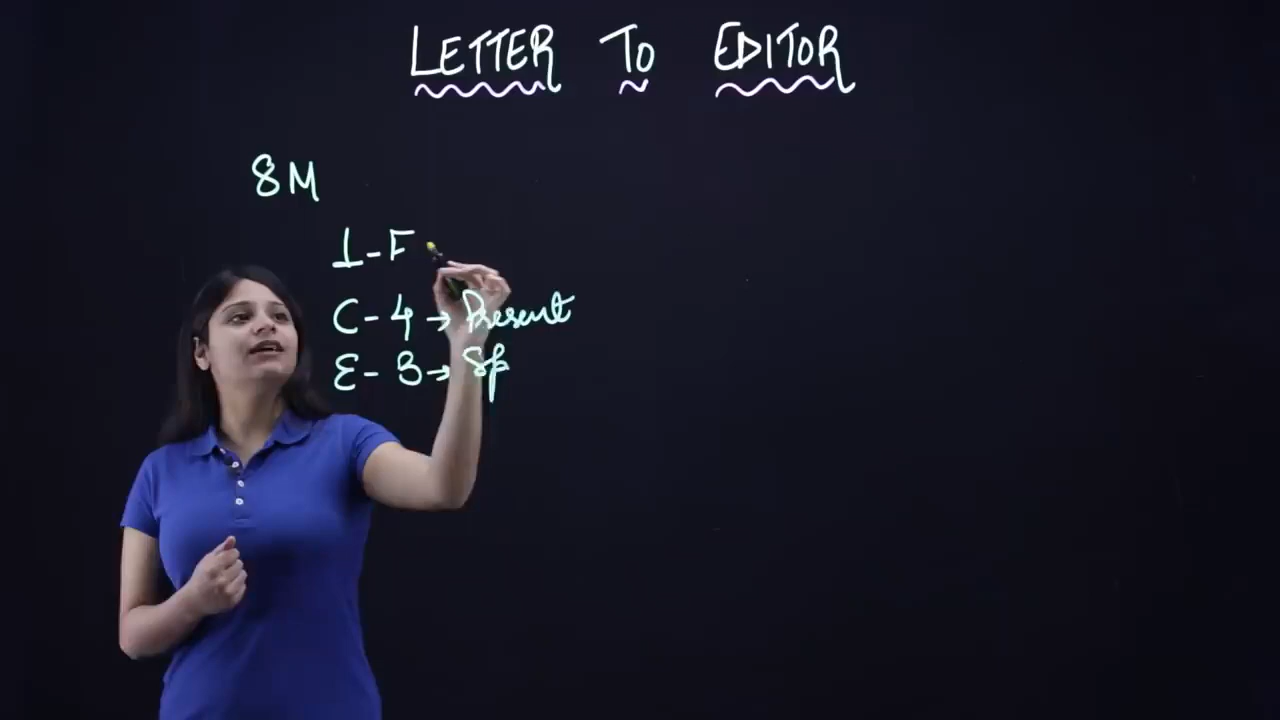 LETTER TO EDITOR
8M
1-F
C-4→Present
E-3→Sp